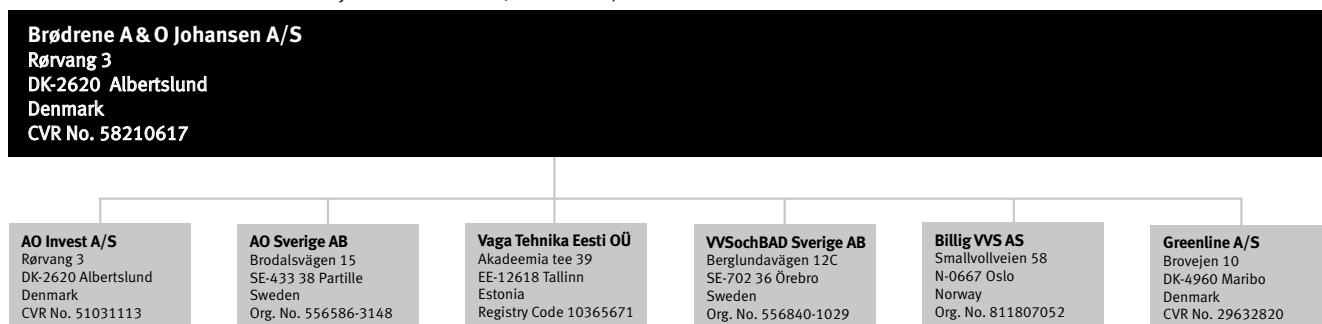 Brødrene A & O Johansen A/S
Rørvang 3
DK-2620 Albertslund
Denmark
CVR No. 58210617
AO Invest A/S
Rørvang 3
DK-2620 Albertslund
Denmark
CVR No. 51031113
AO Sverige AB
Brodalsvägen 15
SE-433 38 Partille
Sweden
Org. No. 556586-3148
Vaga Tehnika Eesti OÜ
Akadeemia tee 39
EE-12618 Tallinn
Estonia
Registry Code 10365671
VVSochBAD Sverige AB
Berglundavägen 12C
SE-702 36 Örebro
Sweden
Org. No. 556840-1029
Billig VVS AS
Smallvollveien 58
N-0667 Oslo
Norway
Org. No. 811807052
Greenline A/S
Brovejen 10
DK-4960 Maribo
Denmark
CVR No. 29632820